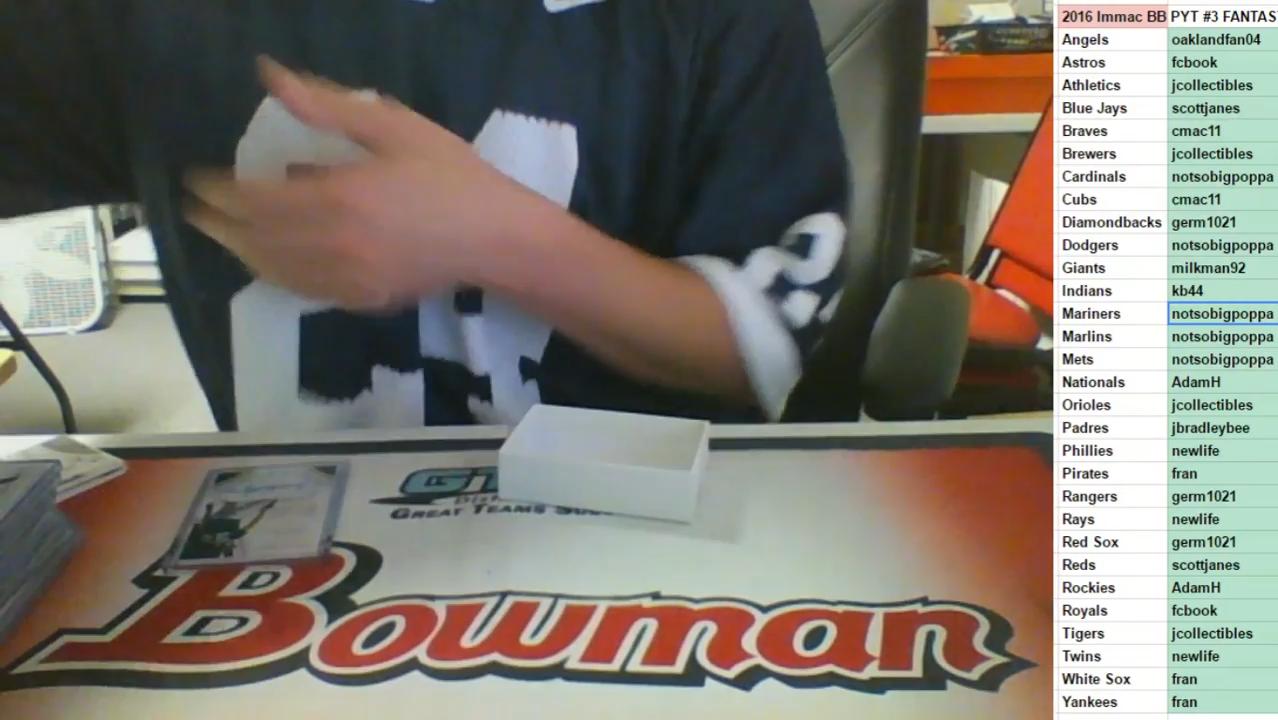 2016 Immac BB PYT #3 FANTAS
Angels oaklandfan04
Astros fcbook
Athletics jcollectibles
Blue Jays scottjanes
Braves cmac11
Brewers jcollectibles
Cardinals notsobigpoppa
Cubs cmac11
Diamondbacks germ1021
Dodgers notsobigpoppa
Giants milkman92
Indians kb44
Mariners notsobigpoppa
Marlins notsobigpoppa
Mets notsobigpoppa
Nationals AdamH
Orioles jcollectibles
Padres jbradleybee
Phillies newlife
Pirates fran
Rangers germ1021
Rays newlife
Red Sox germ1021
Reds scottjanes
Rockies AdamH
Royals fcbook
Tigers jcollectibles
Twins newlife
White Sox fran
Yankees fran
GREAT TEAMS
Bowman